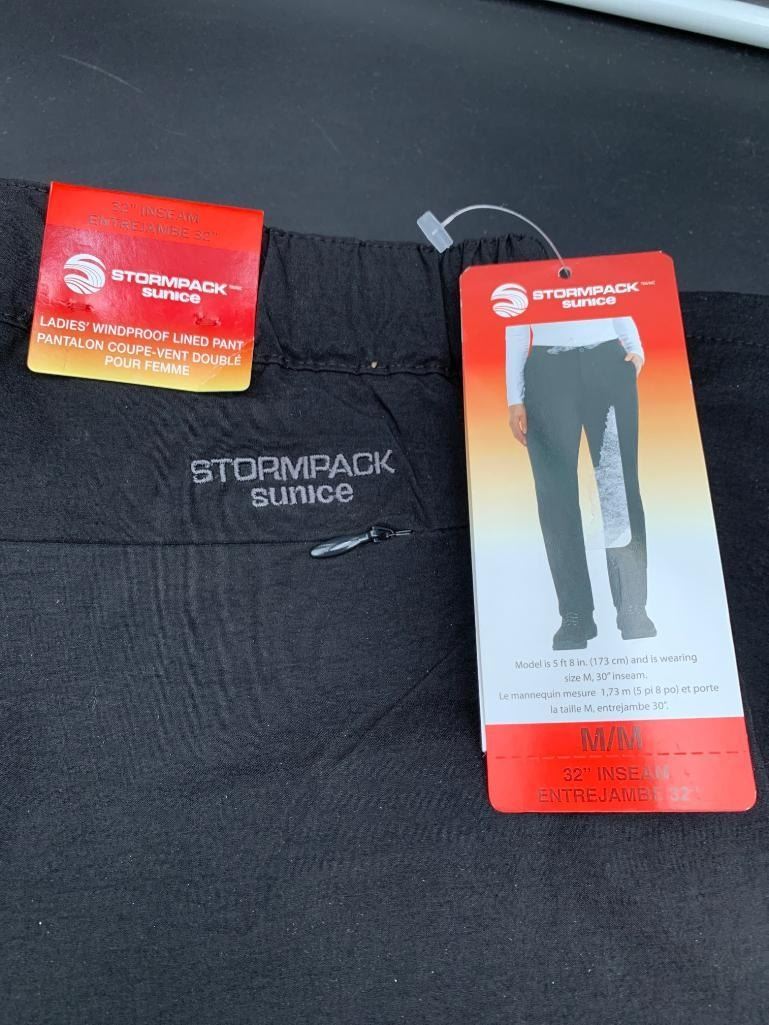 32" INSEAM
ENTREJAMBE 32"
STORMPACK
sunice
LADIES' WINDPROOF LINED PANT
PANTALON COUPE-VENT DOUBLÉ
POUR FEMME
STORMPACK
sunice
STORMPACK
sunice
Model is 5 ft 8 in. (173 cm) and is wearing
size M, 30" inseam.
Le mannequin mesure 1,73 m (5 pi 8 po) et porte
la taille M, entrejambe 30".
M/M
32" INSEAM
ENTREJAMBE 32"